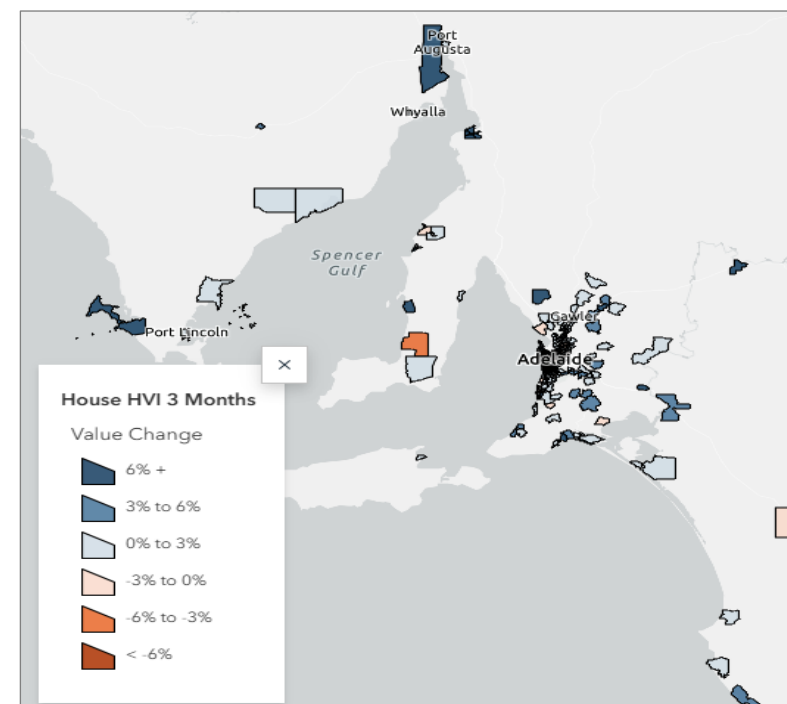 Port
Augusta
Whyalla
Spencer
Gulf
Gawler
Port Lincoln
Adelaide
×
House HVI 3 Months
Value Change
6% +
3% to 6%
0% to 3%
-3% to 0%
-6% to -3%
< -6%